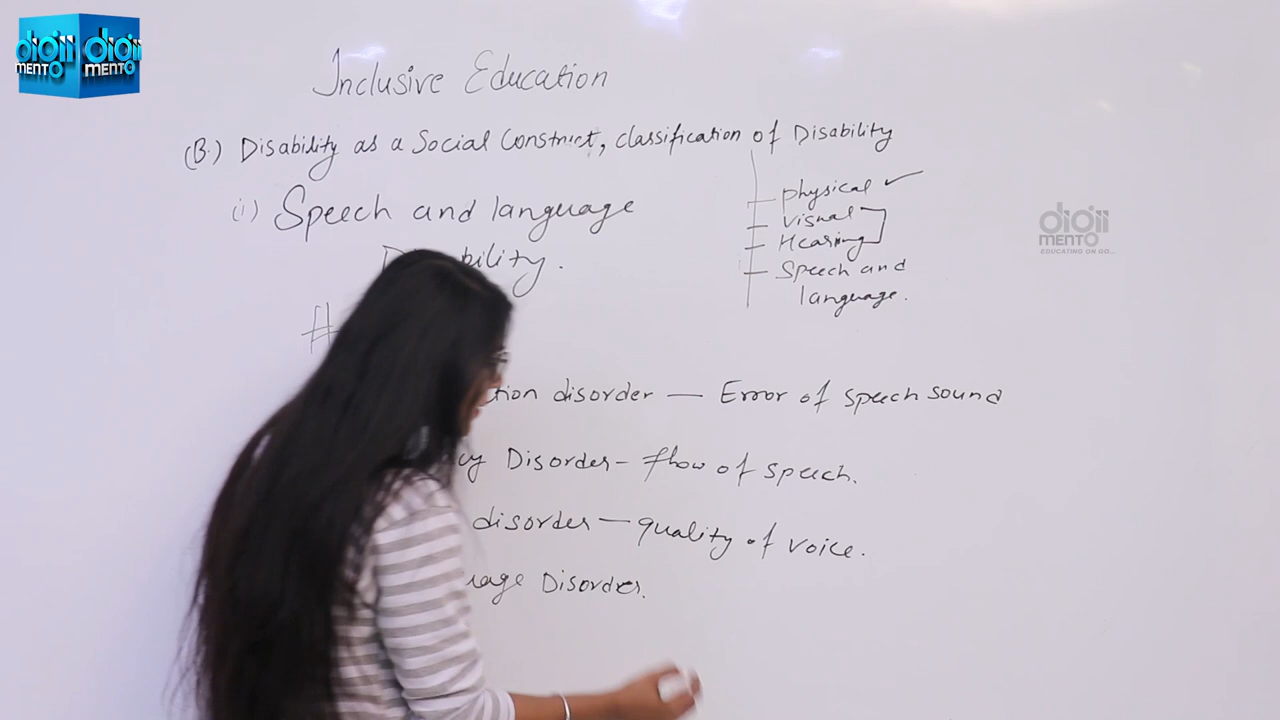 digii
MENTO
digii
MENTO
Inclusive Education
(B.) Disability as a Social Construct, classification of Disability
(i) Speech and language
bility.
physical ✓
Visual
Hearing
Speech and
language.
digii
MENTO
EDUCATING ON GO...
#
tion disorder — Error of speech sound
cy Disorder - flow of speech.
disorder — quality of voice.
uage Disorder.